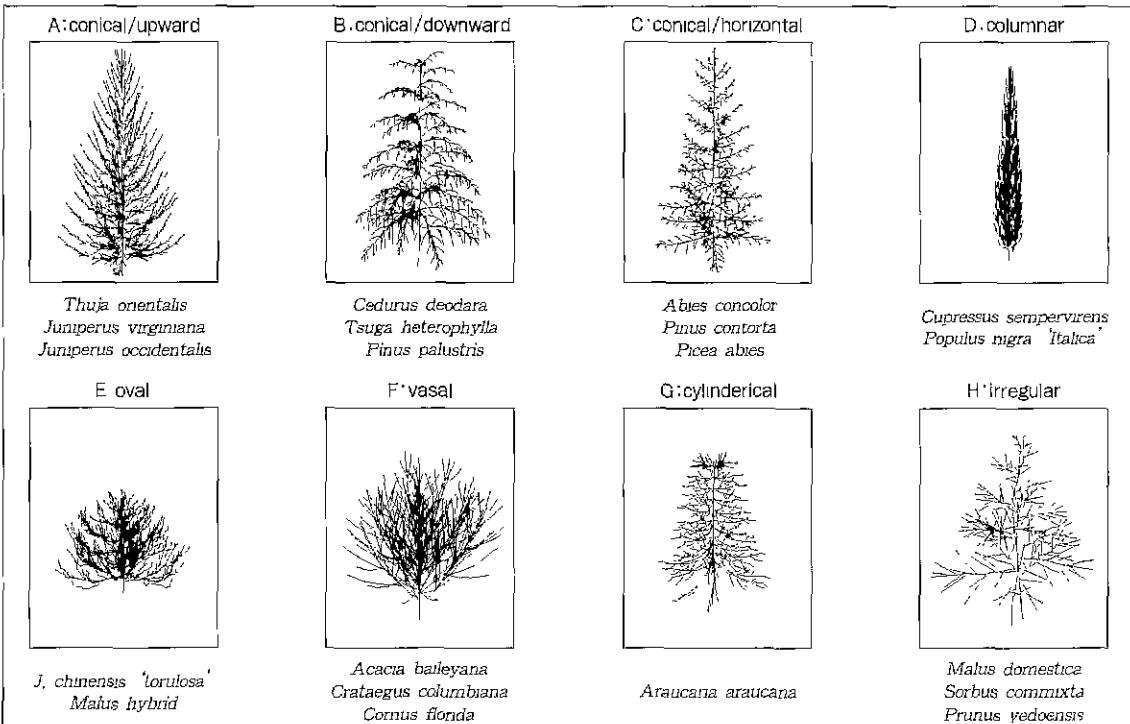 A:conical/upward
B.conical/downward
C·conical/horizontal
D.columnar
Thuja orientalis
Juniperus virginiana
Juniperus occidentalis
Cedurus deodara
Tsuga heterophylla
Pinus palustris
Abies concolor
Pinus contorta
Picea abies
Cupressus sempervirens
Populus nigra 'Italica'
E oval
F·vasal
G:cylinderical
H·irregular
J. chinensis 'torulosa'
Malus hybrid
Acacia baileyana
Crataegus columbiana
Cornus florida
Araucana araucana
Malus domestica
Sorbus commixta
Prunus yedoensis